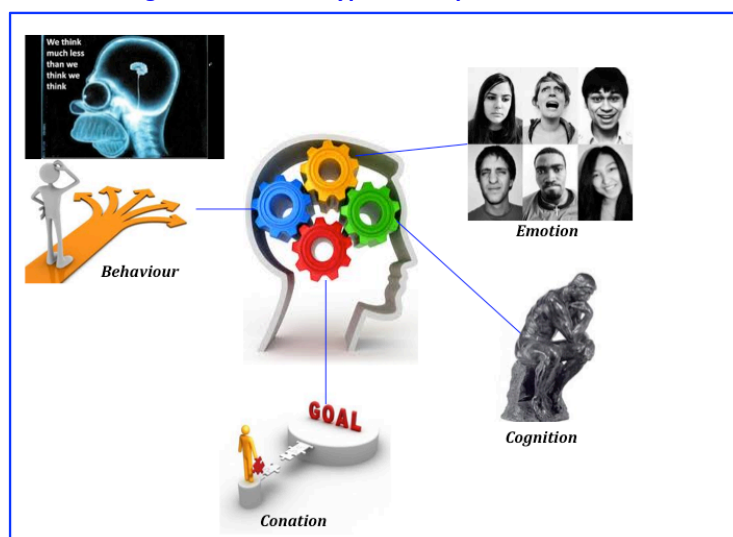 We think
much less
than we
think we
think
Emotion
Behaviour
Cognition
GOAL
Conation